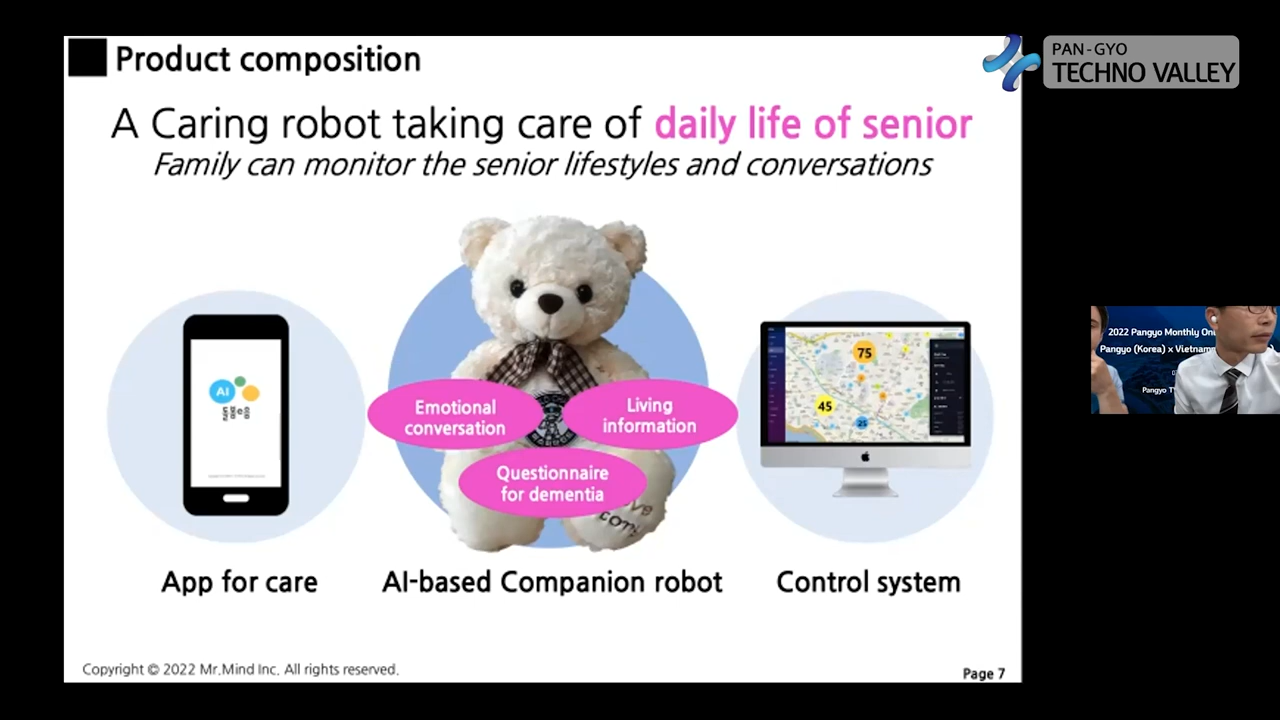 Product composition
PAN-GYO
TECHNO VALLEY
A Caring robot taking care of daily life of senior
Family can monitor the senior lifestyles and conversations
AI
75
45
25
Emotional
conversation
Living
information
Questionnaire
for dementia
App for care
AI-based Companion robot
Control system
2022 Pangyo Monthly
Pangyo (Korea) x Vietnam
Pangyo
Copyright © 2022 Mr.Mind Inc. All rights reserved.
Page 7